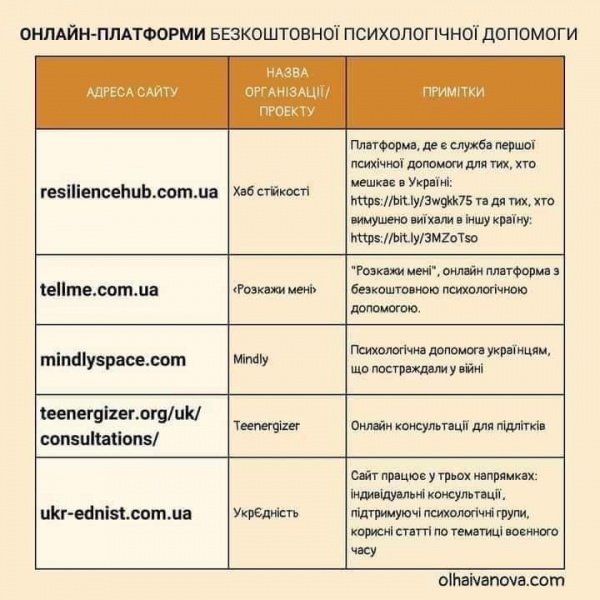 ОНЛАЙН-ПЛАТФОРМИ БЕЗКОШТОВНОЇ ПСИХОЛОГІЧНОЇ ДОПОМОГИ
АДРЕСА САЙТУ
НАЗВА
ОРГАНІЗАЦІЇ/
ПРОЕКТУ
ПРИМІТКИ
resiliencehub.com.ua
Хаб стійкості
Платформа, де є служба першої
психічної допомоги для тих, хто
мешкає в Україні:
https://bit.ly/3wgkk75 та дя тих, хто
вимушено виїхали в іншу країну:
https://bit.ly/3MZoTso
tellme.com.ua
‹Розкажи мені›
"Розкажи мені", онлайн платформа з
безкоштовною психологічною
допомогою.
mindlyspace.com
Mindly
Психологічна допомога українцям,
що постраждали у війні
teenergizer.org/uk/
consultations/
Teenergizer
Онлайн консультації для підлітків
ukr-ednist.com.ua
УкрЄдність
Сайт працює у трьох напрямках:
індивідуальні консультації,
підтримуючі психологічні групи,
корисні статті по тематиці воєнного
часу
olhaivanova.com